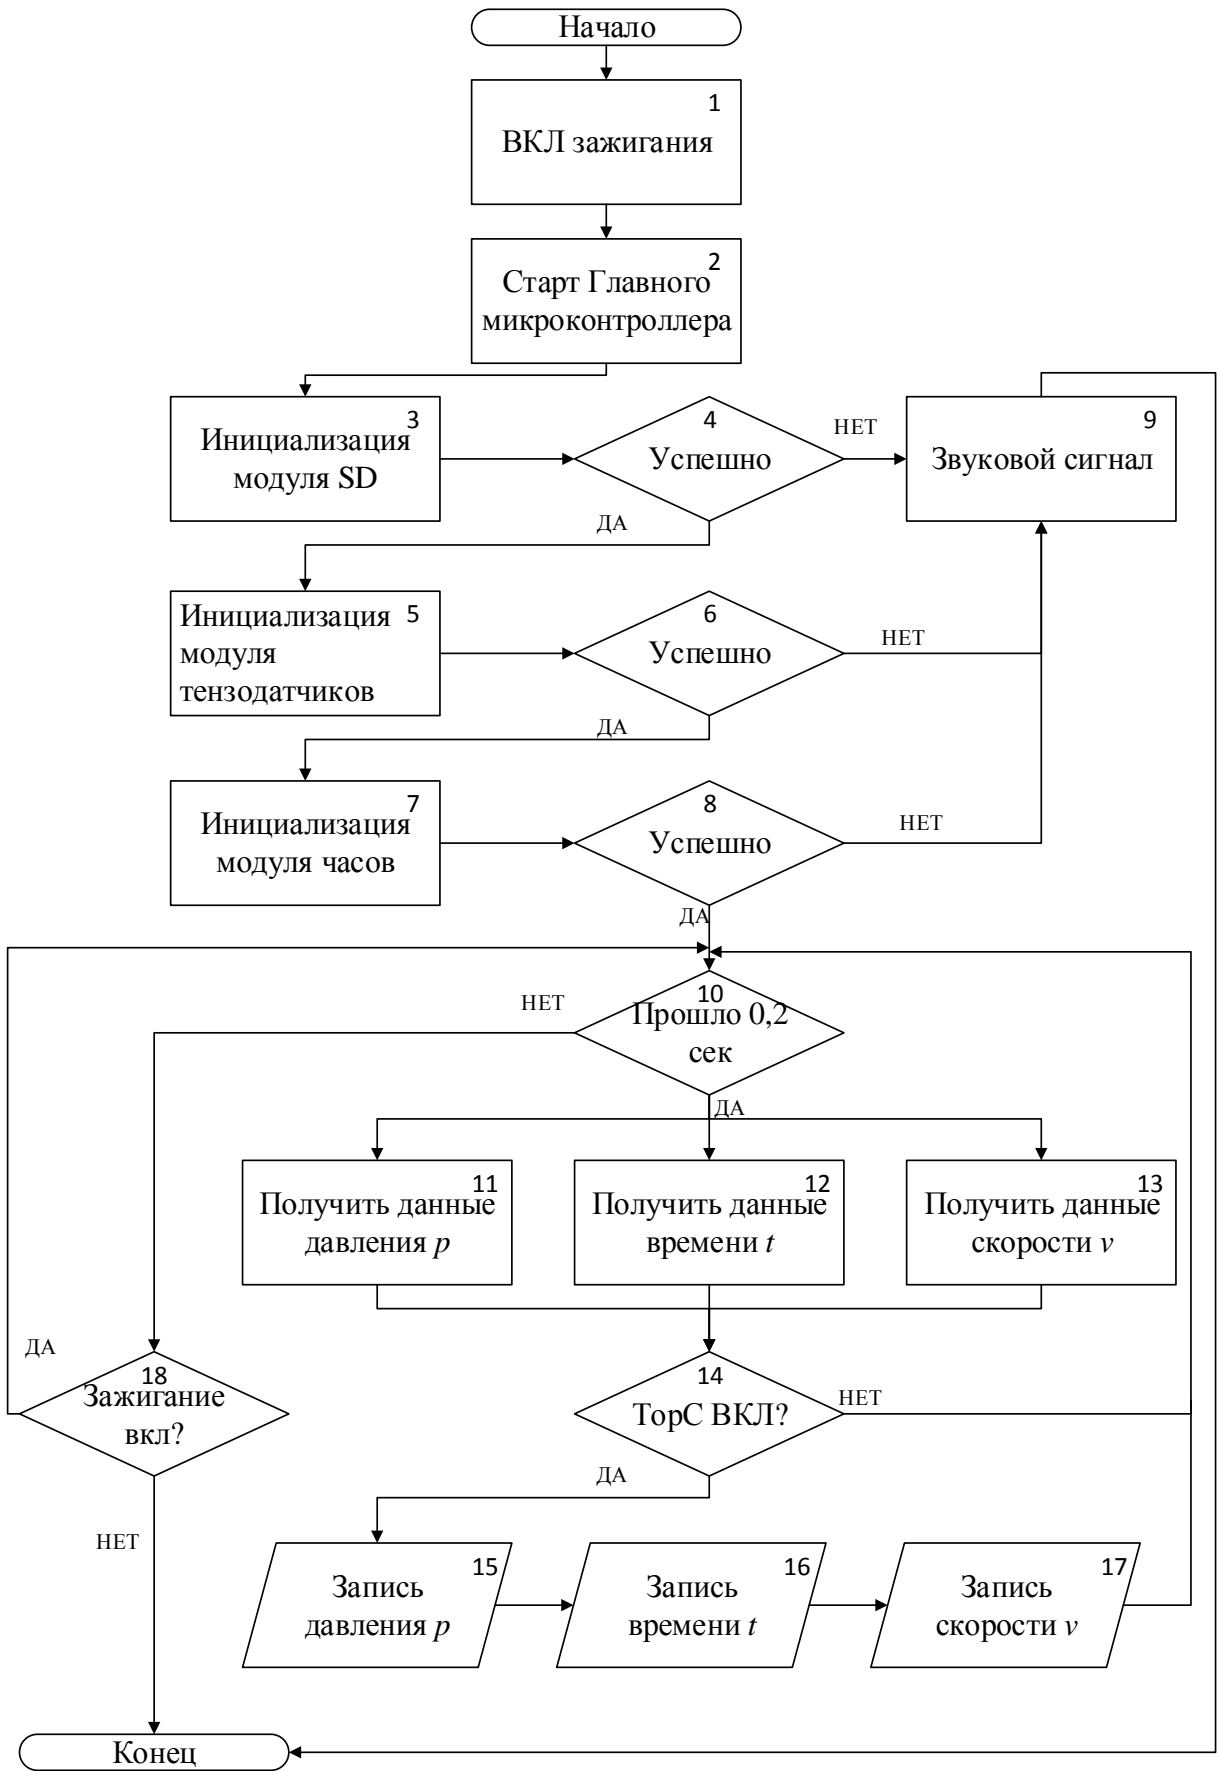 Начало
1
ВКЛ зажигания
2
Старт Главного
микроконтроллера
3
Инициализация
модуля SD
4
Успешно
НЕТ
9
Звуковой сигнал
ДА
Инициализация 5
модуля
тензодатчиков
6
Успешно
НЕТ
ДА
7
Инициализация
модуля часов
8
Успешно
НЕТ
ДА
НЕТ
10
Прошло 0,2
сек
ДА
11
Получить данные
давления p
12
Получить данные
времени t
13
Получить данные
скорости v
ДА
18
Зажигание
вкл?
14
ТорС ВКЛ?
НЕТ
ДА
НЕТ
15
Запись
давления p
16
Запись
времени t
17
Запись
скорости v
Конец